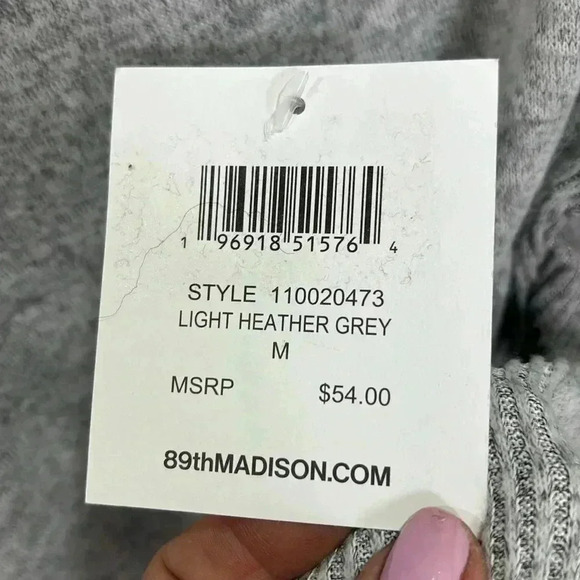 1 96918 51576 4
STYLE 110020473
LIGHT HEATHER GREY
M
MSRP $54.00
89thMADISON.COM